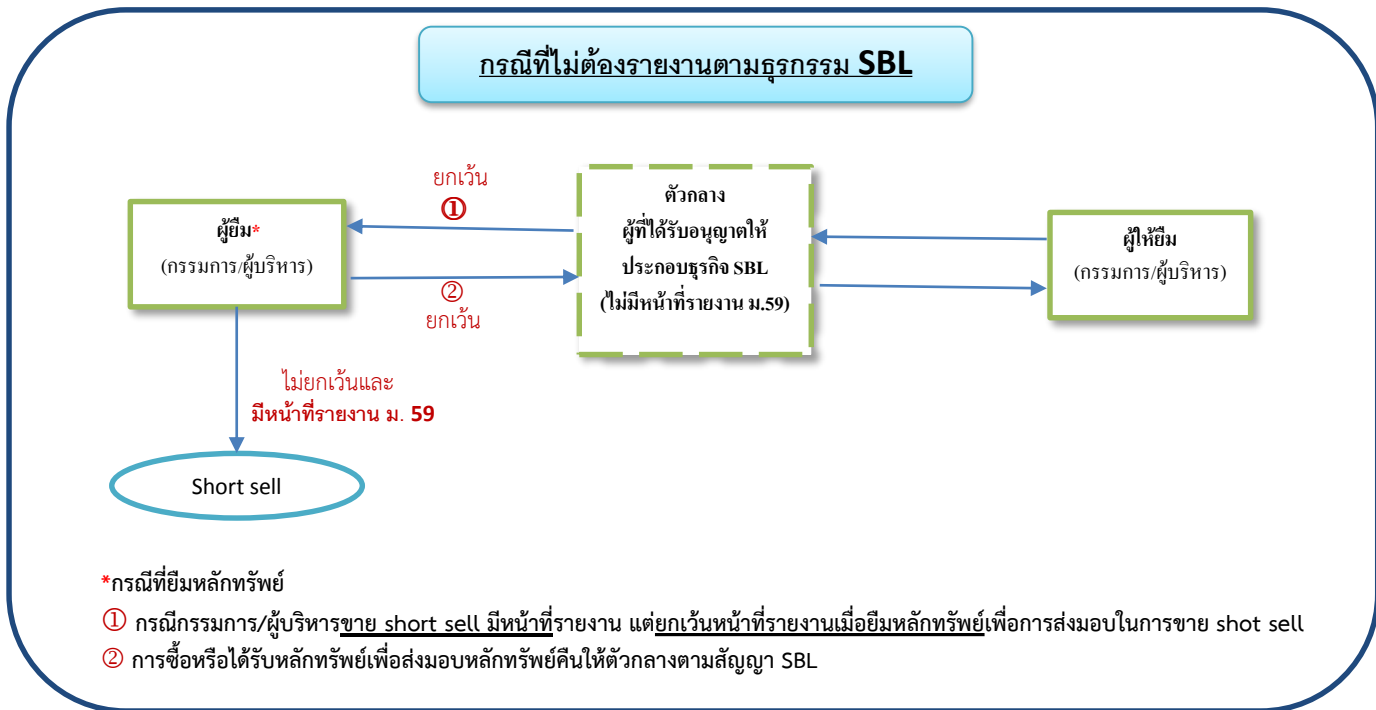 กรณีที่ไม่ต้องรายงานตามธุรกรรม SBL
ยกเว้น
①
ผู้ยืม*
(กรรมการ/ผู้บริหาร)
②
ยกเว้น
ตัวกลาง
ผู้ที่ได้รับอนุญาตให้
ประกอบธุรกิจ SBL
(ไม่มีหน้าที่รายงาน ม.59)
ผู้ให้ยืม
(กรรมการ/ผู้บริหาร)
ไม่ยกเว้นและ
มีหน้าที่รายงาน ม. 59
Short sell
*กรณีที่ยืมหลักทรัพย์
① กรณีกรรมการ/ผู้บริหารขาย short sell มีหน้าที่รายงาน แต่ยกเว้นหน้าที่รายงานเมื่อยืมหลักทรัพย์เพื่อการส่งมอบในการขาย shot sell
② การซื้อหรือได้รับหลักทรัพย์เพื่อส่งมอบหลักทรัพย์คืนให้ตัวกลางตามสัญญา SBL